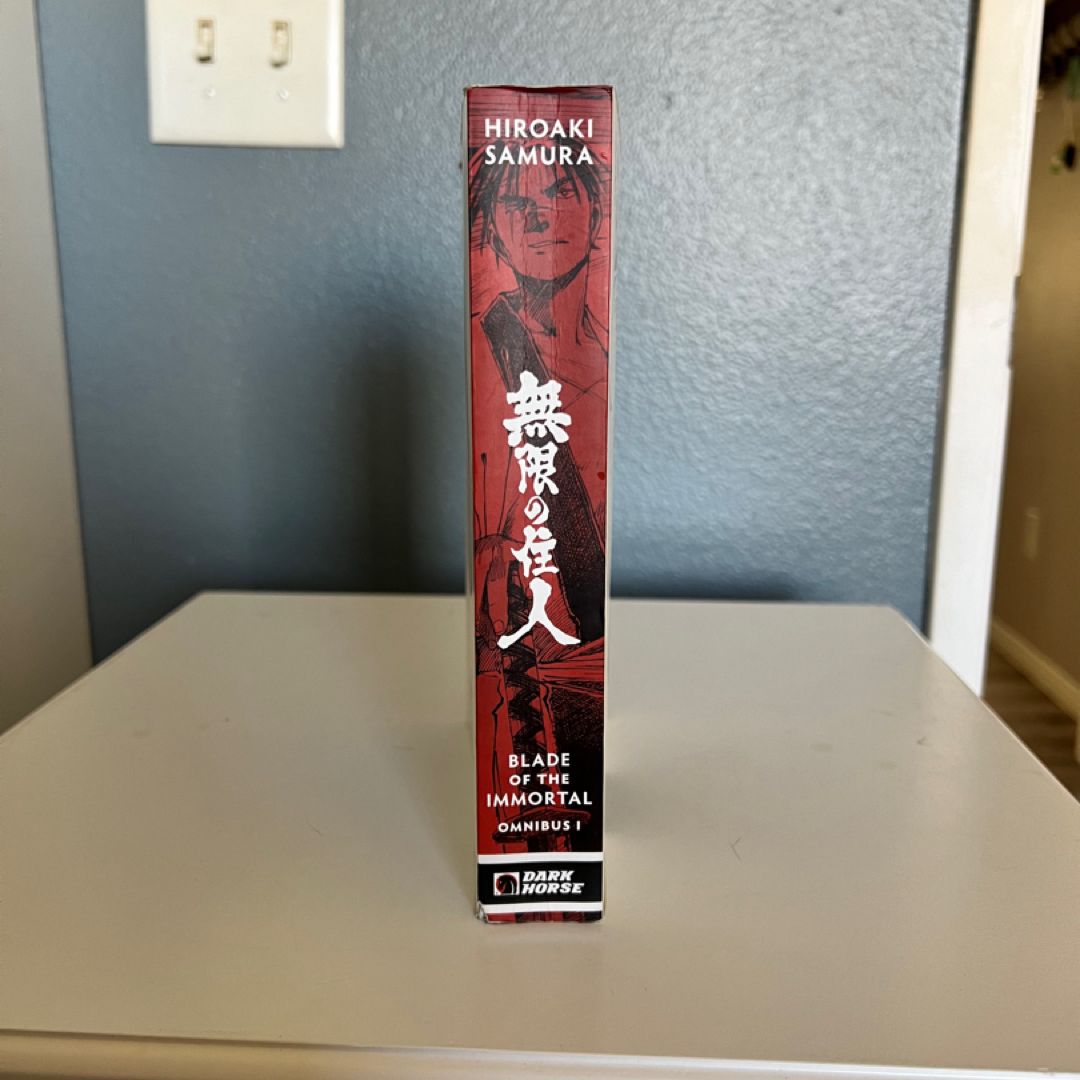 HIROAKI
SAMURA
無限の住人
BLADE
OF THE
IMMORTAL
OMNIBUS I
DARK
HORSE